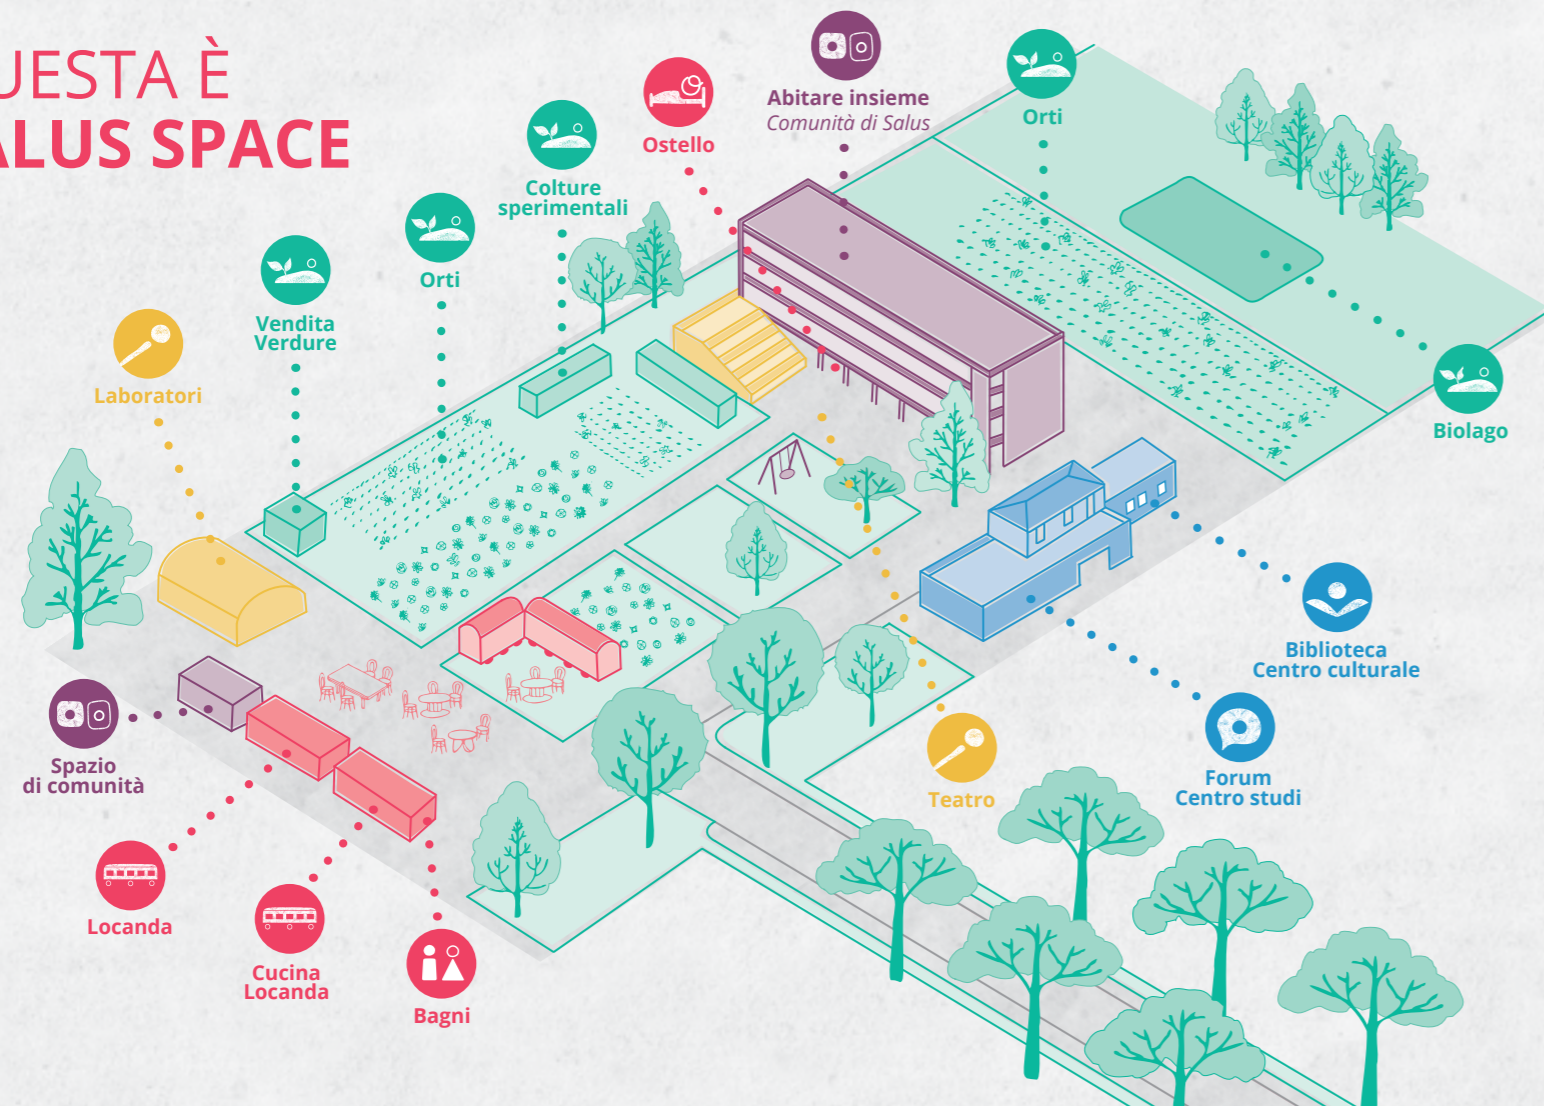 UESTA È
ALUS SPACE
Ostello
Abitare insieme
Comunità di Salus
Orti
Colture
sperimentali
Orti
Vendita
Verdure
Laboratori
Biolago
Biblioteca
Centro culturale
Forum
Centro studi
Teatro
Spazio
di comunità
Locanda
Cucina
Locanda
Bagni